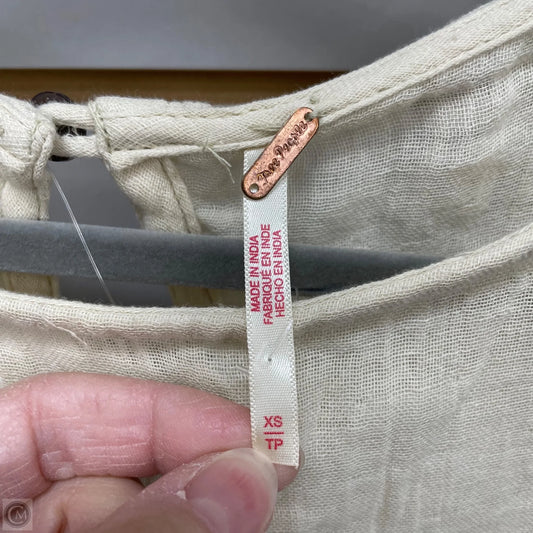 free people
MADE IN INDIA
FABRIQUÉ EN INDE
HECHO EN INDIA
XS
TP